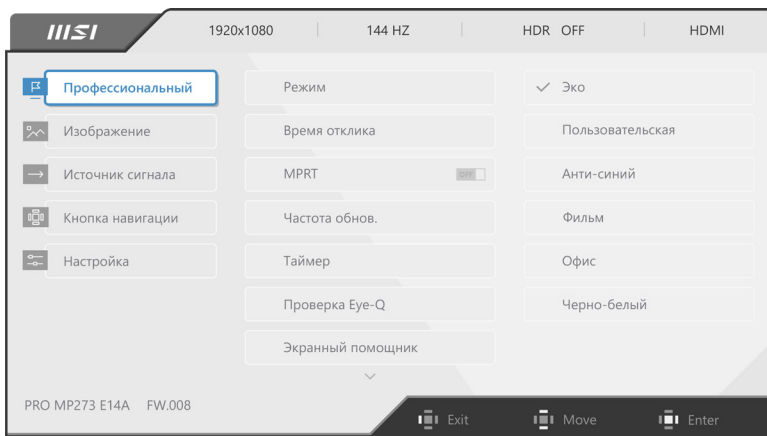 msi 1920x1080 144 HZ HDR OFF HDMI
Профессиональный Режим Эко
Изображение Время отклика Пользовательская
Источник сигнала MPRT OFF Анти-синий
Кнопка навигации Частота обнов. Фильм
Настройка Таймер Офис
Проверка Eye-Q Черно-белый
Экранный помощник
PRO MP273 E14A FW.008
Exit Move Enter